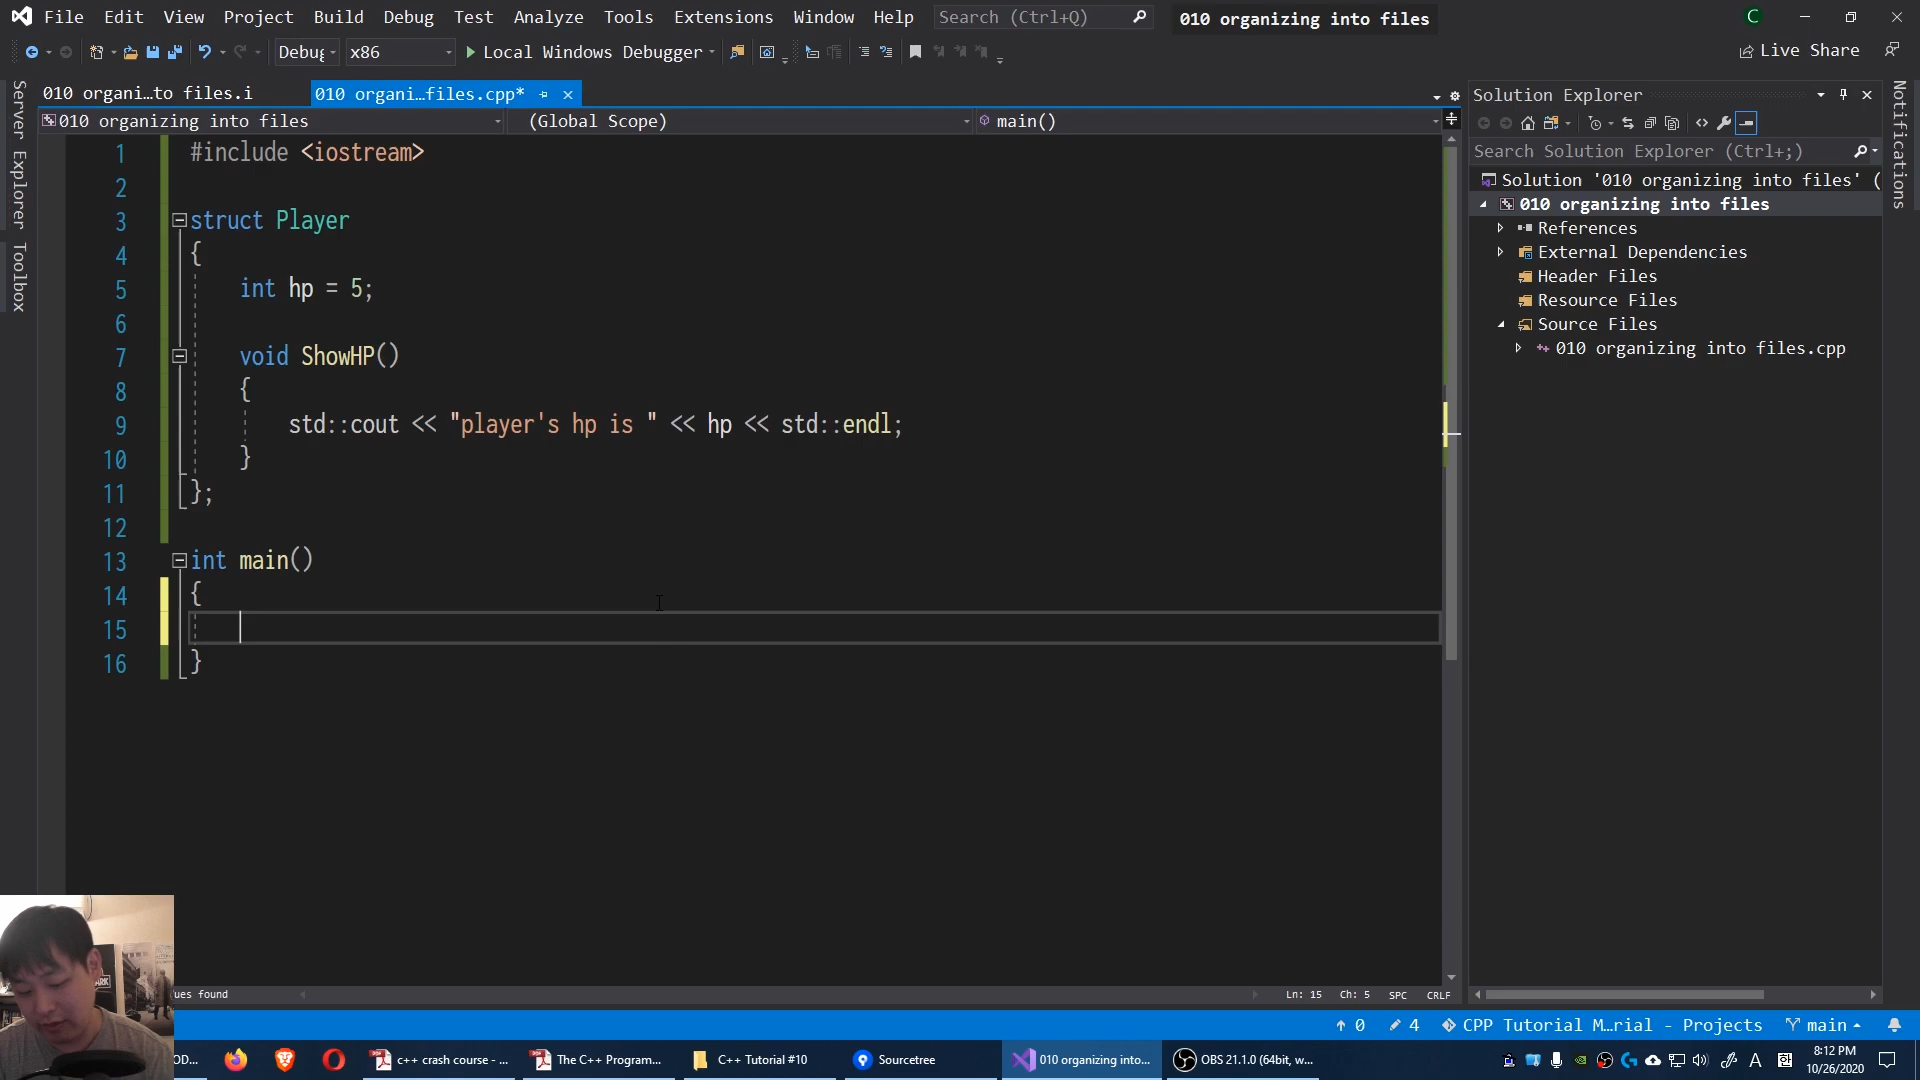 File Edit View Project Build Debug Test Analyze Tools Extensions Window Help Search (Ctrl+Q) 010 organizing into files C
Debug x86 Local Windows Debugger Live Share
Server Explorer
Toolbox
010 organi…to files.i 010 organi…files.cpp*
010 organizing into files (Global Scope) main()
1 #include <iostream>
2
3 struct Player
4 {
5 int hp = 5;
6
7 void ShowHP()
8 {
9 std::cout << "player's hp is " << hp << std::endl;
10 }
11 };
12
13 int main()
14 {
15
16 }
Solution Explorer
Search Solution Explorer (Ctrl+;)
Solution '010 organizing into files' (
010 organizing into files
References
External Dependencies
Header Files
Resource Files
Source Files
010 organizing into files.cpp
Notifications
ues found Ln: 15 Ch: 5 SPC CRLF
0 4 CPP Tutorial M…rial - Projects main
OD... c++ crash course - ... The C++ Program... C++ Tutorial #10 Sourcetree 010 organizing into... OBS 21.1.0 (64bit, w... A 8:12 PM
10/26/2020